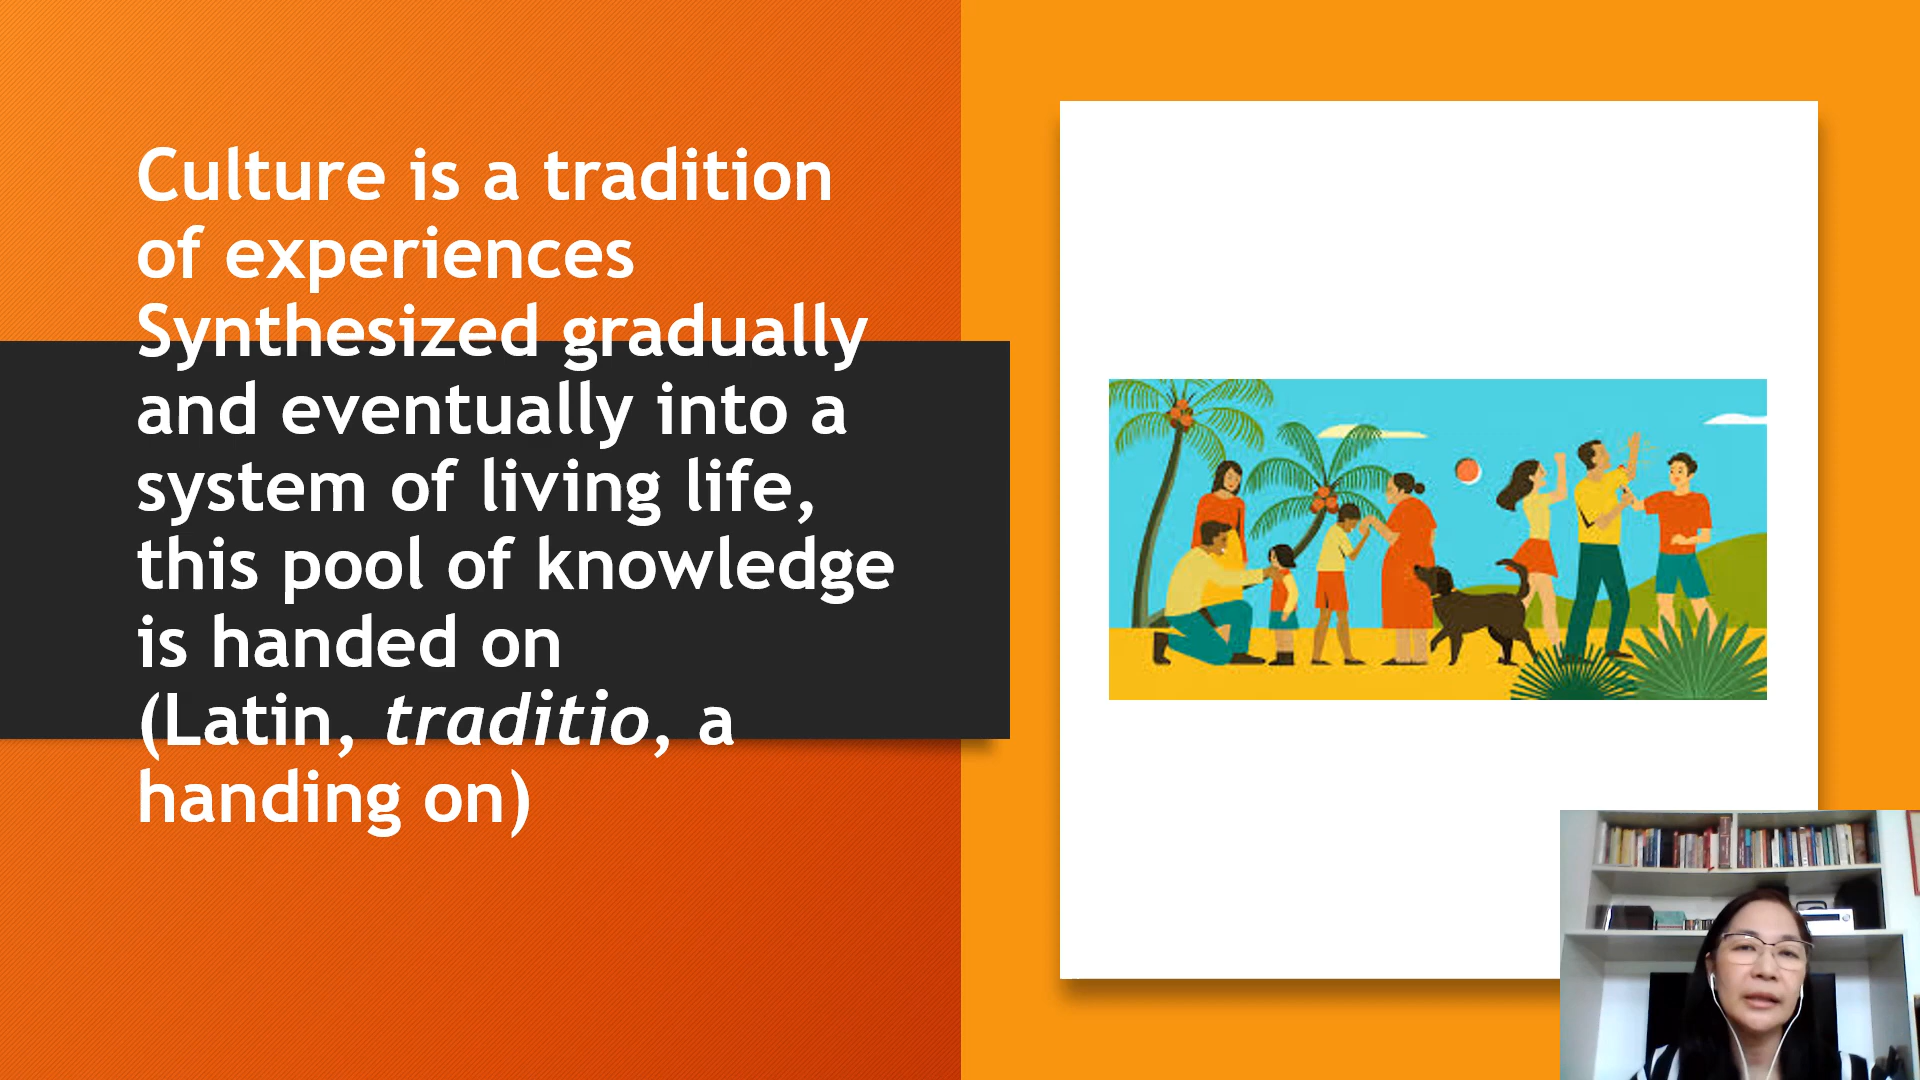 Culture is a tradition
of experiences
Synthesized gradually
and eventually into a
system of living life,
this pool of knowledge
is handed on
(Latin, traditio, a
handing on)